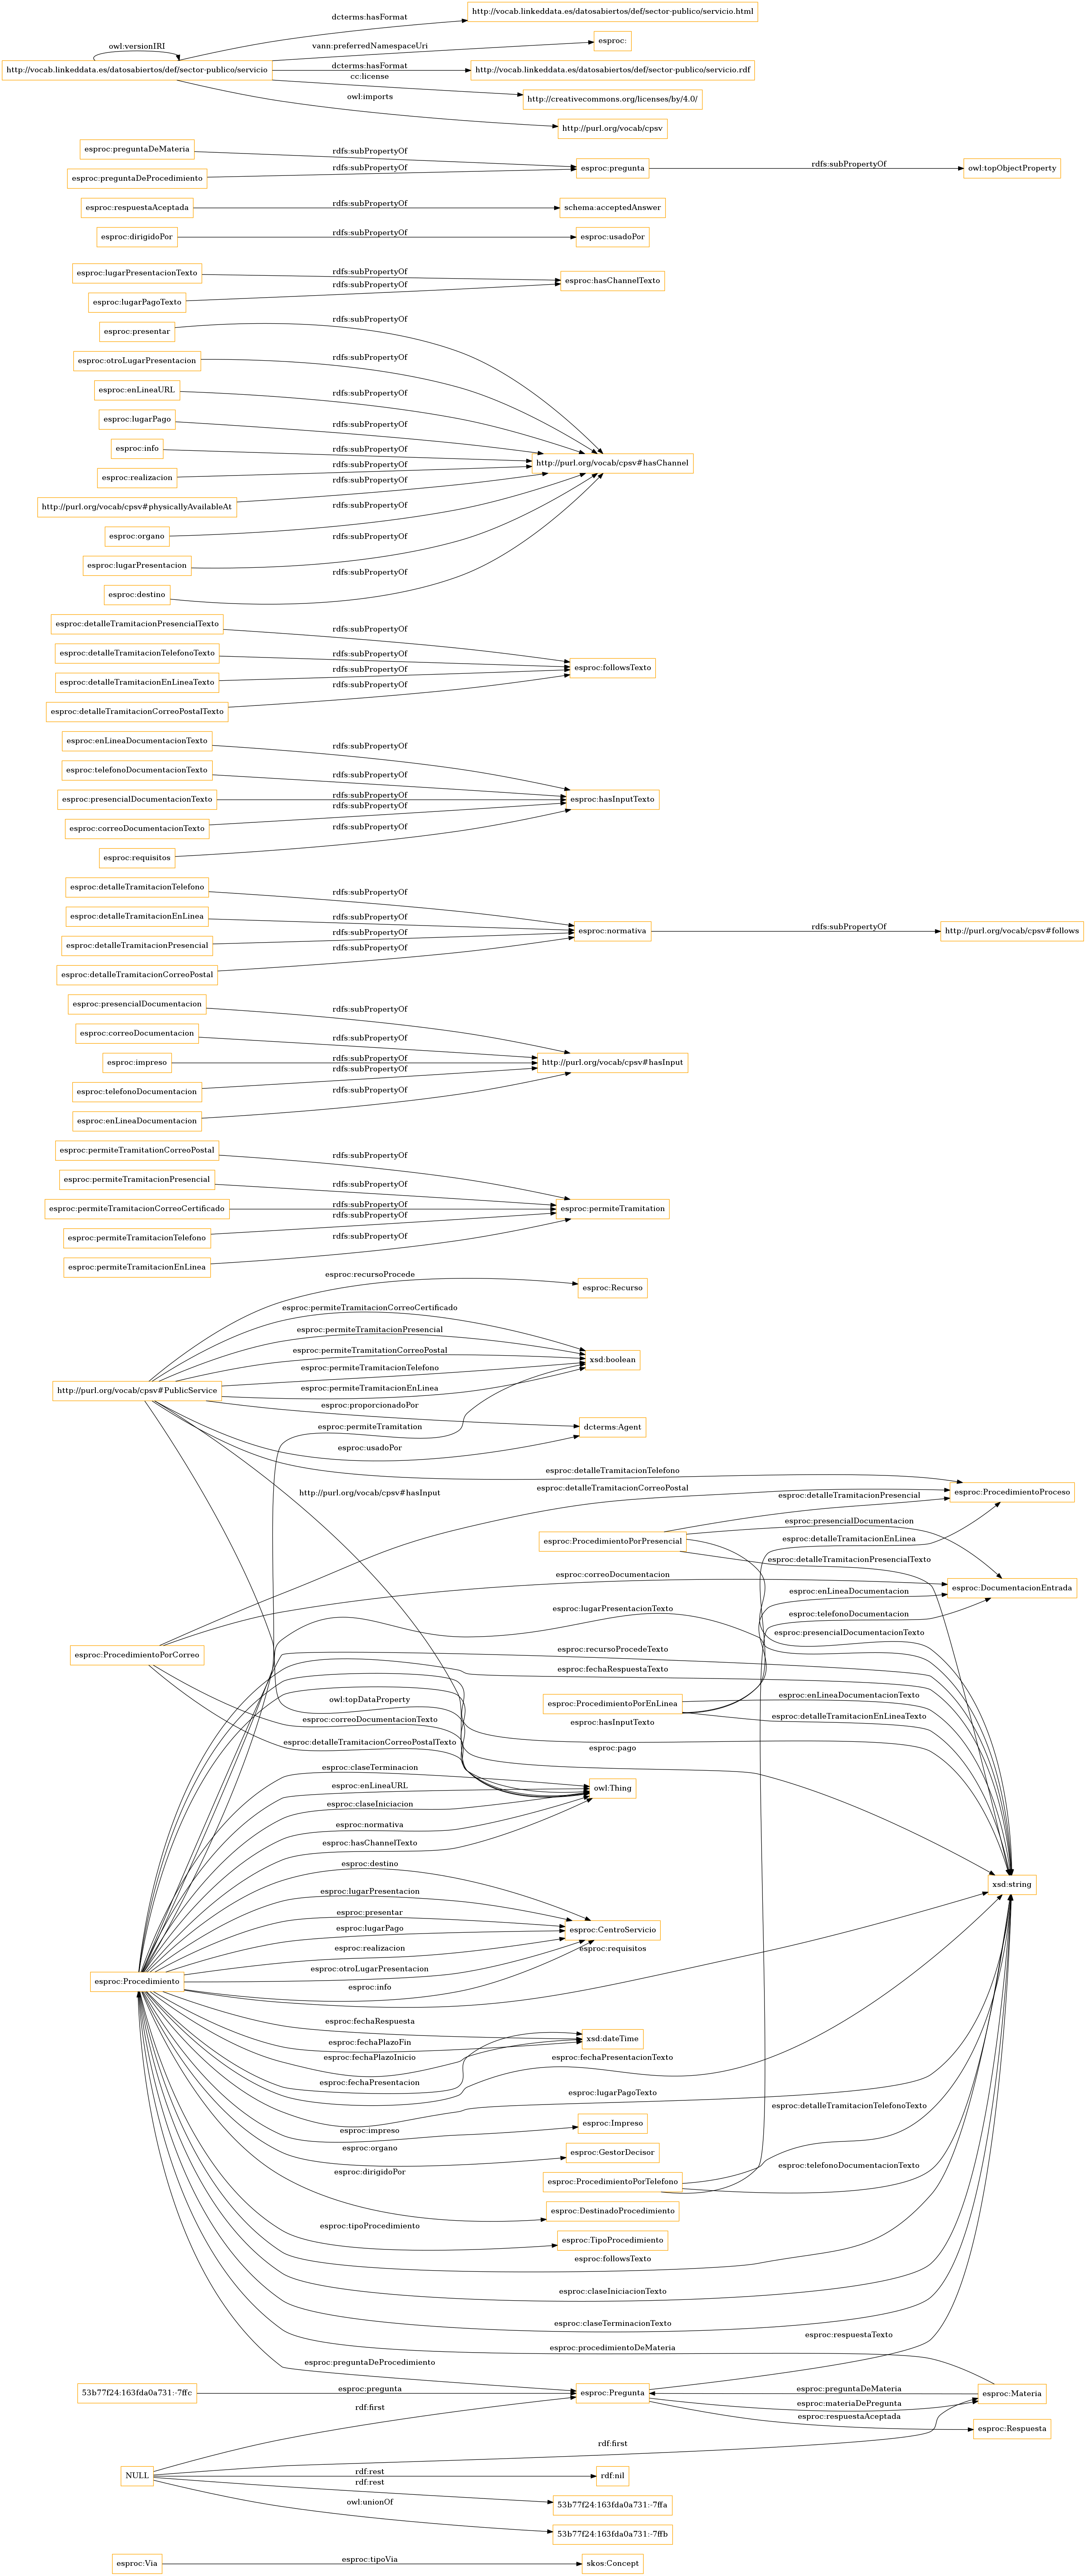 http://vocab.linkeddata.es/datosabiertos/def/sector-publico/servicio.html
dcterms:hasFormat
owl:versionIRI
vann:preferredNamespaceUri
esproc:
http://vocab.linkeddata.es/datosabiertos/def/sector-publico/servicio
dcterms:hasFormat
http://vocab.linkeddata.es/datosabiertos/def/sector-publico/servicio.rdf
cc:license
http://creativecommons.org/licenses/by/4.0/
owl:imports
http://purl.org/vocab/cpsv
esproc:preguntaDeMateria
rdfs:subPropertyOf
esproc:preguntaDeProcedimiento
rdfs:subPropertyOf
esproc:pregunta
rdfs:subPropertyOf
owl:topObjectProperty
esproc:respuestaAceptada
rdfs:subPropertyOf
schema:acceptedAnswer
esproc:dirigidoPor
rdfs:subPropertyOf
esproc:usadoPor
esproc:lugarPresentacionTexto
rdfs:subPropertyOf
esproc:hasChannelTexto
esproc:lugarPagoTexto
rdfs:subPropertyOf
esproc:presentar
rdfs:subPropertyOf
esproc:otroLugarPresentacion
rdfs:subPropertyOf
esproc:enLineaURL
rdfs:subPropertyOf
esproc:lugarPago
rdfs:subPropertyOf
esproc:info
rdfs:subPropertyOf
http://purl.org/vocab/cpsv#hasChannel
esproc:realizacion
rdfs:subPropertyOf
http://purl.org/vocab/cpsv#physicallyAvailableAt
rdfs:subPropertyOf
esproc:organo
rdfs:subPropertyOf
esproc:lugarPresentacion
rdfs:subPropertyOf
esproc:destino
rdfs:subPropertyOf
esproc:detalleTramitacionPresencialTexto
rdfs:subPropertyOf
esproc:detalleTramitacionTelefonoTexto
rdfs:subPropertyOf
esproc:followsTexto
esproc:detalleTramitacionEnLineaTexto
rdfs:subPropertyOf
esproc:detalleTramitacionCorreoPostalTexto
rdfs:subPropertyOf
esproc:enLineaDocumentacionTexto
rdfs:subPropertyOf
esproc:telefonoDocumentacionTexto
rdfs:subPropertyOf
esproc:presencialDocumentacionTexto
rdfs:subPropertyOf
esproc:hasInputTexto
esproc:correoDocumentacionTexto
rdfs:subPropertyOf
esproc:requisitos
rdfs:subPropertyOf
esproc:detalleTramitacionTelefono
rdfs:subPropertyOf
esproc:detalleTramitacionEnLinea
rdfs:subPropertyOf
esproc:normativa
rdfs:subPropertyOf
http://purl.org/vocab/cpsv#follows
esproc:detalleTramitacionPresencial
rdfs:subPropertyOf
esproc:detalleTramitacionCorreoPostal
rdfs:subPropertyOf
esproc:presencialDocumentacion
rdfs:subPropertyOf
esproc:correoDocumentacion
rdfs:subPropertyOf
esproc:impreso
rdfs:subPropertyOf
http://purl.org/vocab/cpsv#hasInput
esproc:telefonoDocumentacion
rdfs:subPropertyOf
esproc:enLineaDocumentacion
rdfs:subPropertyOf
esproc:permiteTramitationCorreoPostal
rdfs:subPropertyOf
esproc:permiteTramitacionPresencial
rdfs:subPropertyOf
esproc:permiteTramitacionCorreoCertificado
rdfs:subPropertyOf
esproc:permiteTramitation
esproc:permiteTramitacionTelefono
rdfs:subPropertyOf
esproc:permiteTramitacionEnLinea
rdfs:subPropertyOf
esproc:recursoProcede
esproc:Recurso
esproc:permiteTramitacionCorreoCertificado
esproc:permiteTramitacionPresencial
esproc:permiteTramitationCorreoPostal
xsd:boolean
esproc:permiteTramitacionTelefono
http://purl.org/vocab/cpsv#PublicService
esproc:permiteTramitacionEnLinea
esproc:proporcionadoPor
esproc:permiteTramitation
dcterms:Agent
esproc:usadoPor
esproc:detalleTramitacionTelefono
http://purl.org/vocab/cpsv#hasInput
esproc:detalleTramitacionCorreoPostal
esproc:detalleTramitacionPresencial
esproc:ProcedimientoProceso
esproc:presencialDocumentacion
esproc:ProcedimientoPorPresencial
esproc:detalleTramitacionEnLinea
esproc:detalleTramitacionPresencialTexto
esproc:correoDocumentacion
esproc:DocumentacionEntrada
esproc:enLineaDocumentacion
esproc:lugarPresentacionTexto
esproc:telefonoDocumentacion
esproc:presencialDocumentacionTexto
esproc:ProcedimientoPorCorreo
esproc:recursoProcedeTexto
esproc:fechaRespuestaTexto
owl:topDataProperty
esproc:ProcedimientoPorEnLinea
esproc:enLineaDocumentacionTexto
esproc:correoDocumentacionTexto
esproc:hasInputTexto
esproc:detalleTramitacionEnLineaTexto
esproc:detalleTramitacionCorreoPostalTexto
esproc:pago
esproc:claseTerminacion
esproc:enLineaURL
owl:Thing
esproc:claseIniciacion
esproc:normativa
esproc:hasChannelTexto
esproc:destino
xsd:string
esproc:lugarPresentacion
esproc:presentar
esproc:lugarPago
esproc:CentroServicio
esproc:realizacion
esproc:requisitos
esproc:otroLugarPresentacion
esproc:Procedimiento
esproc:info
esproc:fechaRespuesta
esproc:fechaPlazoFin
xsd:dateTime
esproc:fechaPlazoInicio
esproc:fechaPresentacionTexto
esproc:fechaPresentacion
esproc:lugarPagoTexto
esproc:detalleTramitacionTelefonoTexto
esproc:impreso
esproc:Impreso
esproc:organo
esproc:GestorDecisor
esproc:telefonoDocumentacionTexto
esproc:dirigidoPor
esproc:ProcedimientoPorTelefono
esproc:DestinadoProcedimiento
esproc:tipoProcedimiento
esproc:TipoProcedimiento
esproc:followsTexto
esproc:claseIniciacionTexto
esproc:claseTerminacionTexto
esproc:respuestaTexto
esproc:procedimientoDeMateria
esproc:preguntaDeProcedimiento
53b77f24:163fda0a731:-7ffc
esproc:pregunta
esproc:Pregunta
esproc:preguntaDeMateria
esproc:Materia
esproc:materiaDePregunta
rdf:first
esproc:respuestaAceptada
esproc:Respuesta
rdf:first
NULL
rdf:rest
rdf:nil
rdf:rest
53b77f24:163fda0a731:-7ffa
owl:unionOf
53b77f24:163fda0a731:-7ffb
esproc:Via
esproc:tipoVia
skos:Concept